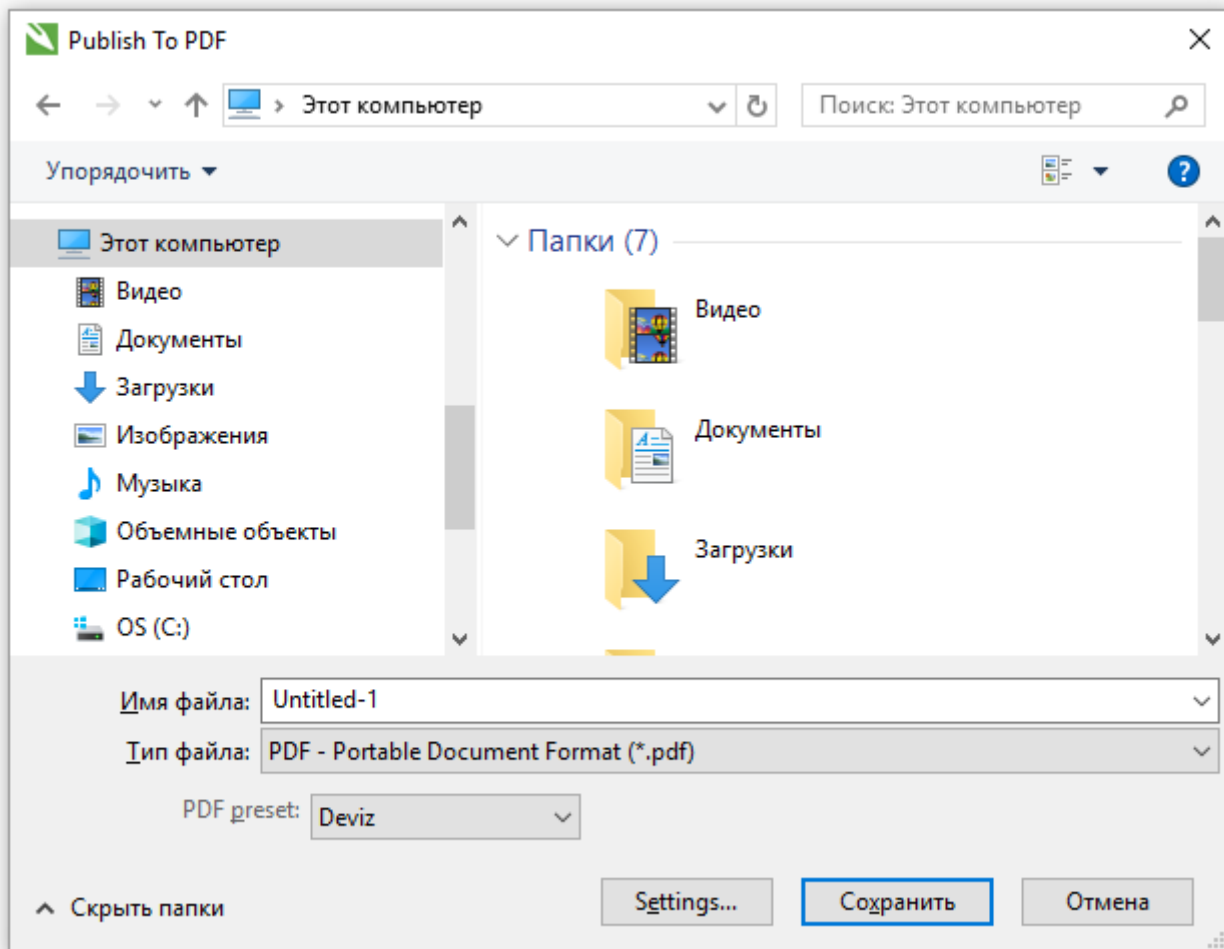 Publish To PDF
Этот компьютер
Поиск: Этот компьютер
Упорядочить
?
Этот компьютер
Видео
Документы
Загрузки
Изображения
Музыка
Объемные объекты
Рабочий стол
OS (C:)
Папки (7)
Видео
Документы
Загрузки
Имя файла: Untitled-1
Тип файла: PDF - Portable Document Format (*.pdf)
PDF preset: Deviz
Скрыть папки
Settings...
Сохранить
Отмена